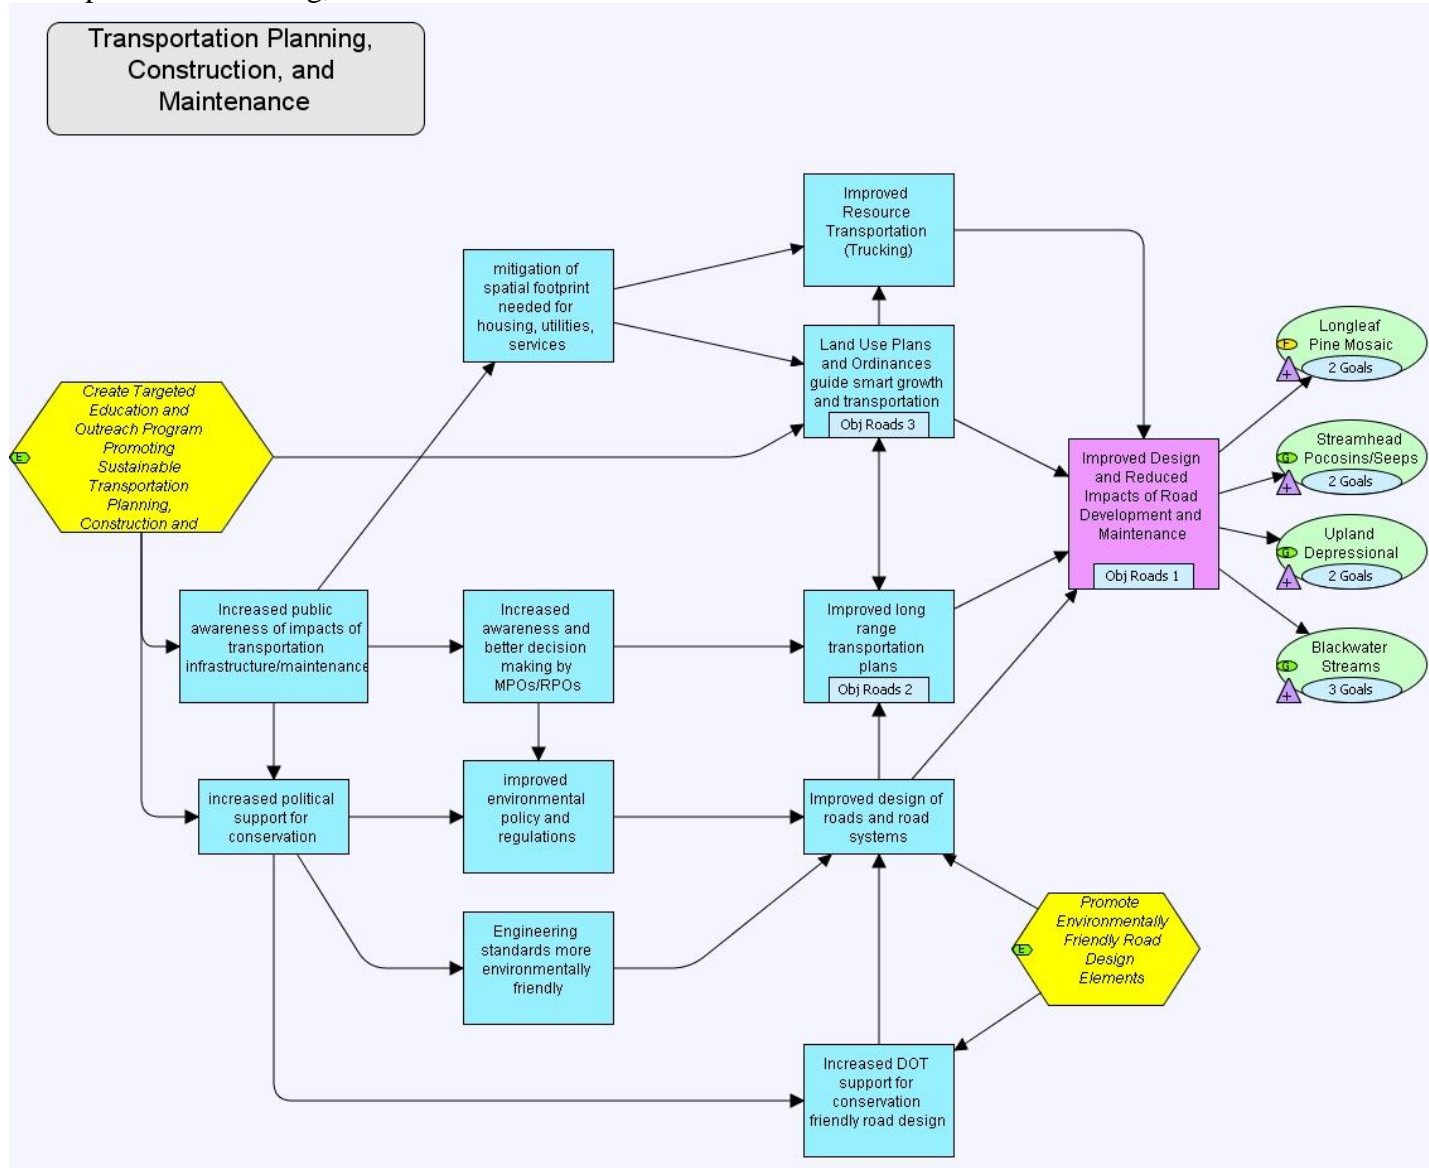 Transportation Planning,
Construction, and
Maintenance
Improved
Resource
Transportation
(Trucking)
mitigation of
spatial footprint
needed for
housing, utilities,
services
Land Use Plans
and Ordinances
guide smart growth
and transportation
Obj Roads 3
Longleaf
Pine Mosaic
F
2 Goals
+
Create Targeted
Education and
Outreach Program
Promoting
Sustainable
Transportation
Planning,
Construction and
E
Streamhead
Pocosins/Seeps
G
2 Goals
+
Improved Design
and Reduced
Impacts of Road
Development and
Maintenance
Obj Roads 1
Upland
Depressional
G
2 Goals
+
Increased public
awareness of impacts of
transportation
infrastructure/maintenance
Increased
awareness and
better decision
making by
MPOs/RPOs
Improved long
range
transportation
plans
Obj Roads 2
Blackwater
Streams
G
3 Goals
+
increased political
support for
conservation
improved
environmental
policy and
regulations
Improved design of
roads and road
systems
Engineering
standards more
environmentally
friendly
Promote
Environmentally
Friendly Road
Design
Elements
E
Increased DOT
support for
conservation
friendly road design